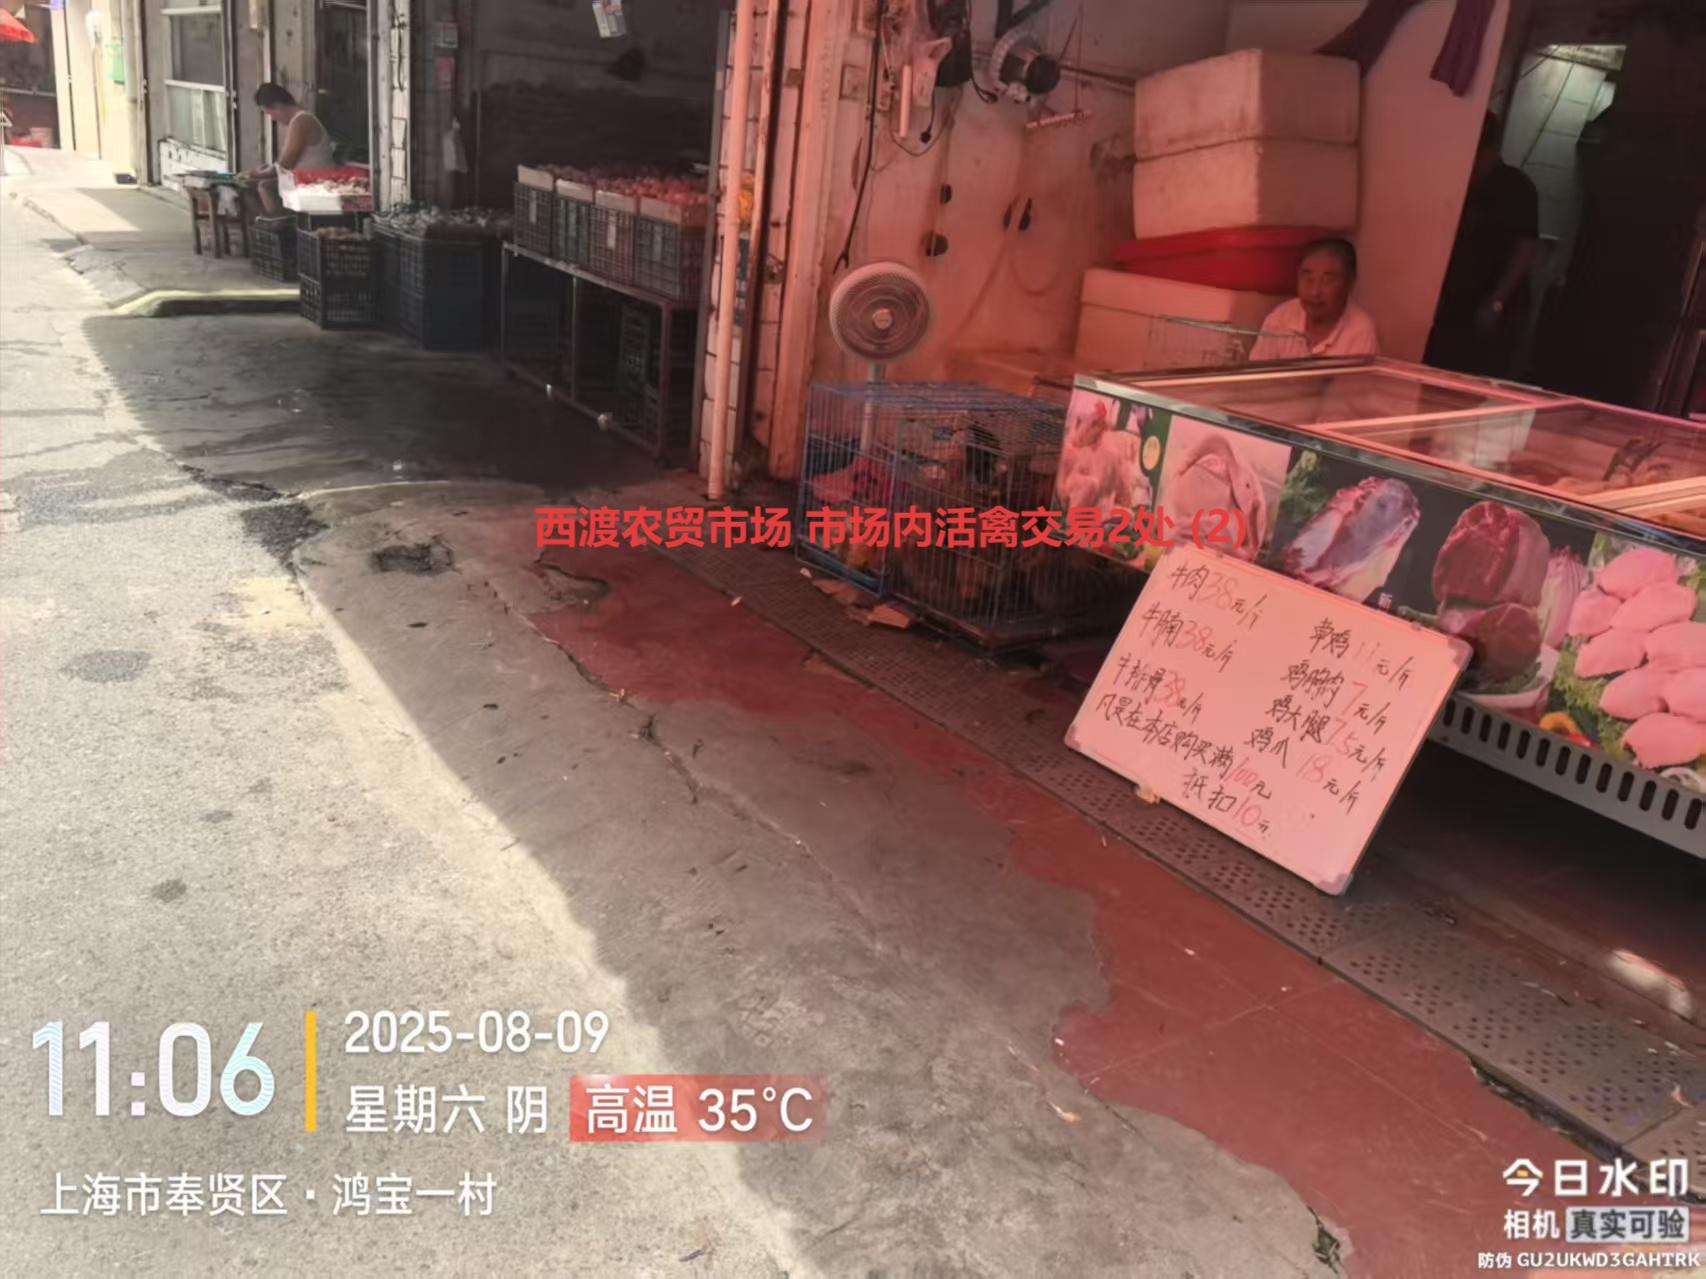 西渡农贸市场 市场内活禽交易2处 (2)
牛肉38元/斤
牛腩38元/斤
牛排骨38元/斤
草鸡11元/斤
鸡胸肉7元/斤
鸡大腿7.5元/斤
鸡爪18元/斤
凡是在本店购买满100元
抵扣10元
11:06
2025-08-09
星期六 阴 高温 35°C
上海市奉贤区·鸿宝一村
今日水印
相机 真实可验
防伪 GU2UKWD3GAHTRK